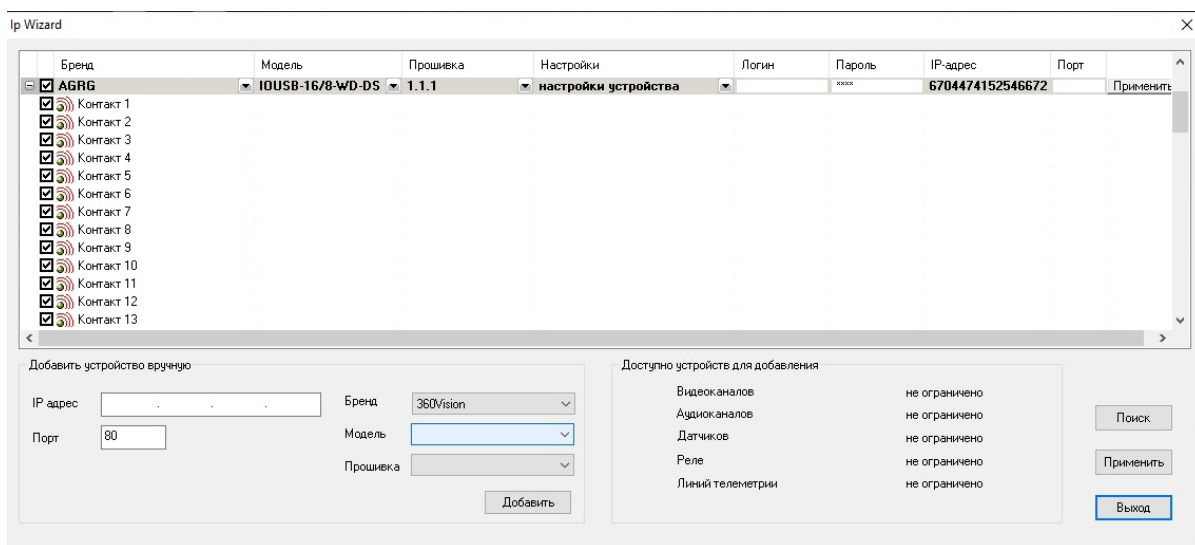 Ip Wizard
Бренд Модель Прошивка Настройки Логин Пароль IP-адрес Порт
AGRG IOUSB-16/8-WD-DS 1.1.1 настройки устройства **** 6704474152546672 Применить
Контакт 1
Контакт 2
Контакт 3
Контакт 4
Контакт 5
Контакт 6
Контакт 7
Контакт 8
Контакт 9
Контакт 10
Контакт 11
Контакт 12
Контакт 13
Добавить устройство вручную
IP адрес . . .
Порт 80
Бренд 360Vision
Модель
Прошивка
Добавить
Доступно устройств для добавления
Видеоканалов не ограничено
Аудиоканалов не ограничено
Датчиков не ограничено
Реле не ограничено
Линий телеметрии не ограничено
Поиск
Применить
Выход